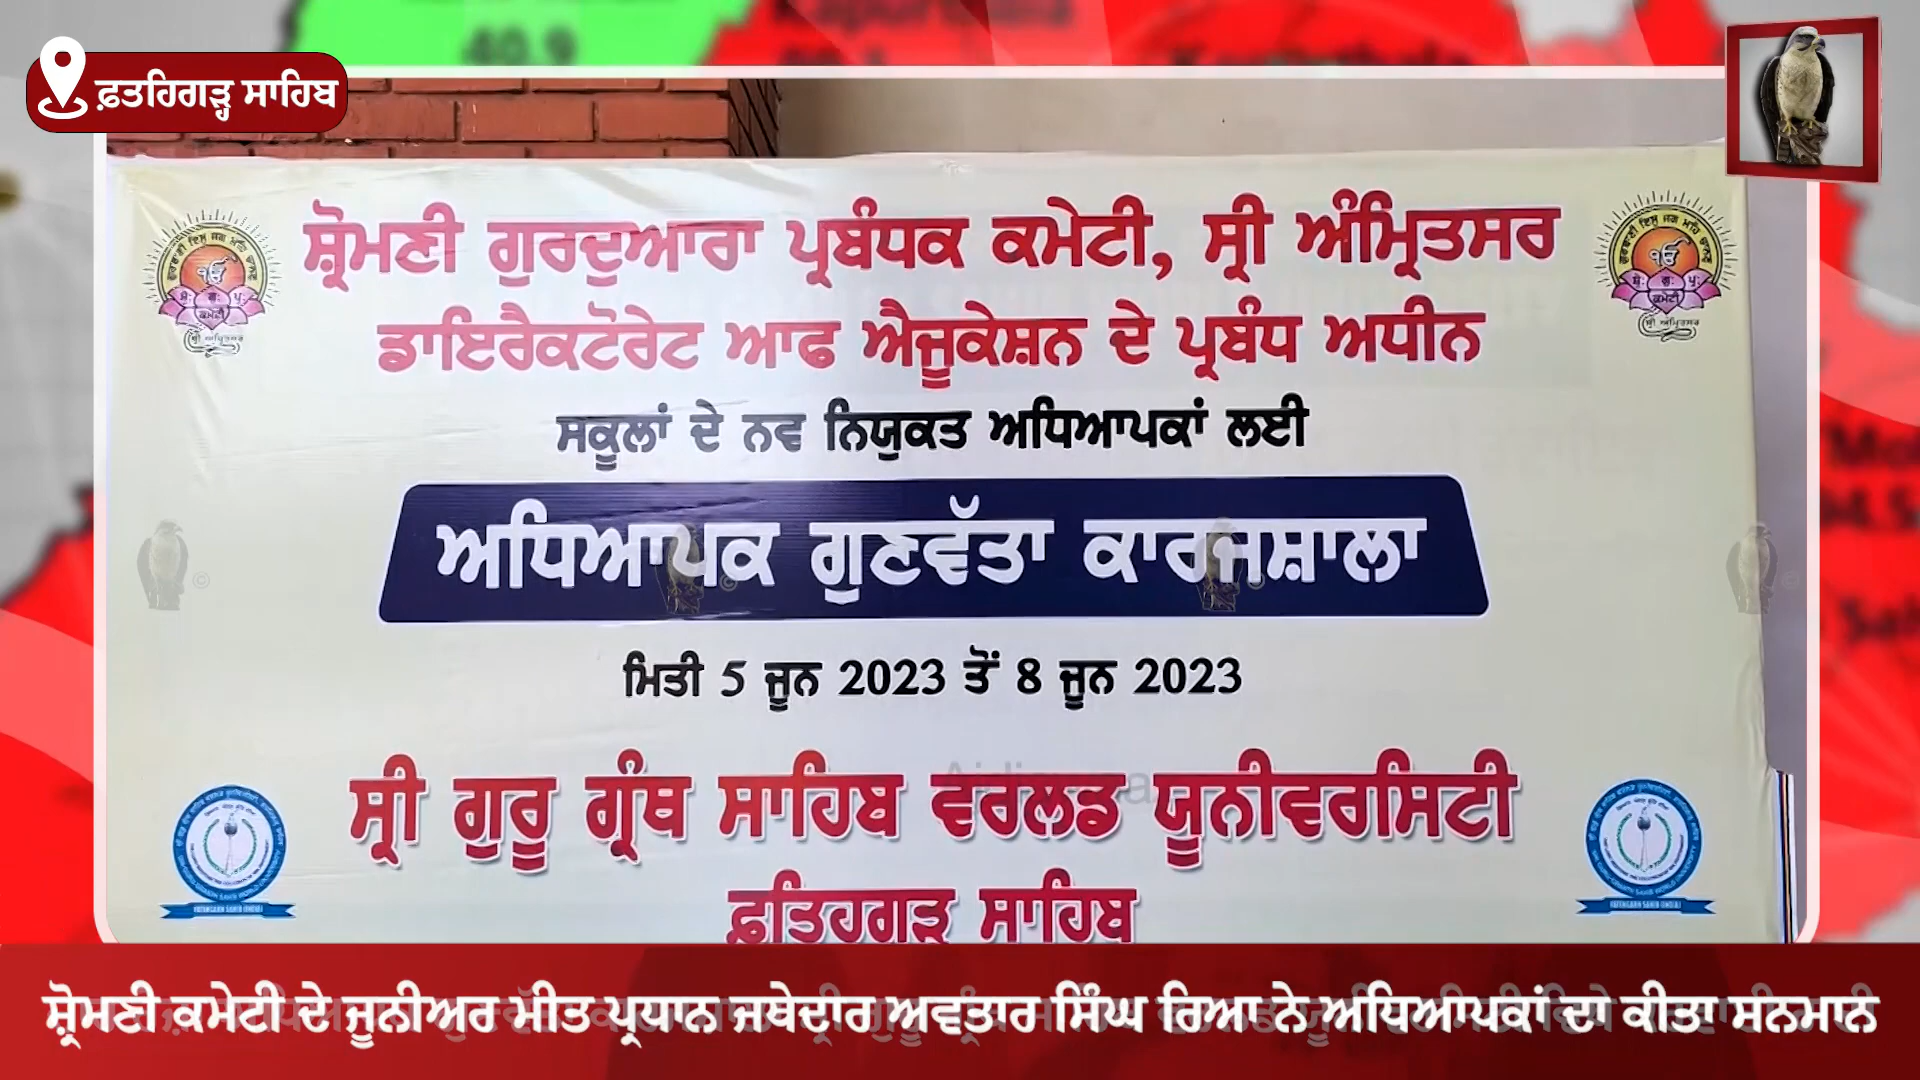 40.9
ਫ਼ਤਹਿਗੜ੍ਹ ਸਾਹਿਬ
ਸ਼੍ਰੋਮਣੀ ਗੁਰਦੁਆਰਾ ਪ੍ਰਬੰਧਕ ਕਮੇਟੀ, ਸ੍ਰੀ ਅੰਮ੍ਰਿਤਸਰ
ਡਾਇਰੈਕਟੋਰੇਟ ਆਫ ਐਜੂਕੇਸ਼ਨ ਦੇ ਪ੍ਰਬੰਧ ਅਧੀਨ
ਸਕੂਲਾਂ ਦੇ ਨਵ ਨਿਯੁਕਤ ਅਧਿਆਪਕਾਂ ਲਈ
ਅਧਿਆਪਕ ਗੁਣਵੱਤਾ ਕਾਰਜਸ਼ਾਲਾ
ਮਿਤੀ 5 ਜੂਨ 2023 ਤੋਂ 8 ਜੂਨ 2023
ਸ੍ਰੀ ਗੁਰੂ ਗ੍ਰੰਥ ਸਾਹਿਬ ਵਰਲਡ ਯੂਨੀਵਰਸਿਟੀ
ਫ਼ਤਿਹਗੜ੍ਹ ਸਾਹਿਬ
ਸ਼੍ਰੋਮਣੀ ਕਮੇਟੀ ਦੇ ਜੂਨੀਅਰ ਮੀਤ ਪ੍ਰਧਾਨ ਜਥੇਦਾਰ ਅਵਤਾਰ ਸਿੰਘ ਰਿਆ ਨੇ ਅਧਿਆਪਕਾਂ ਦਾ ਕੀਤਾ ਸਨਮਾਨ